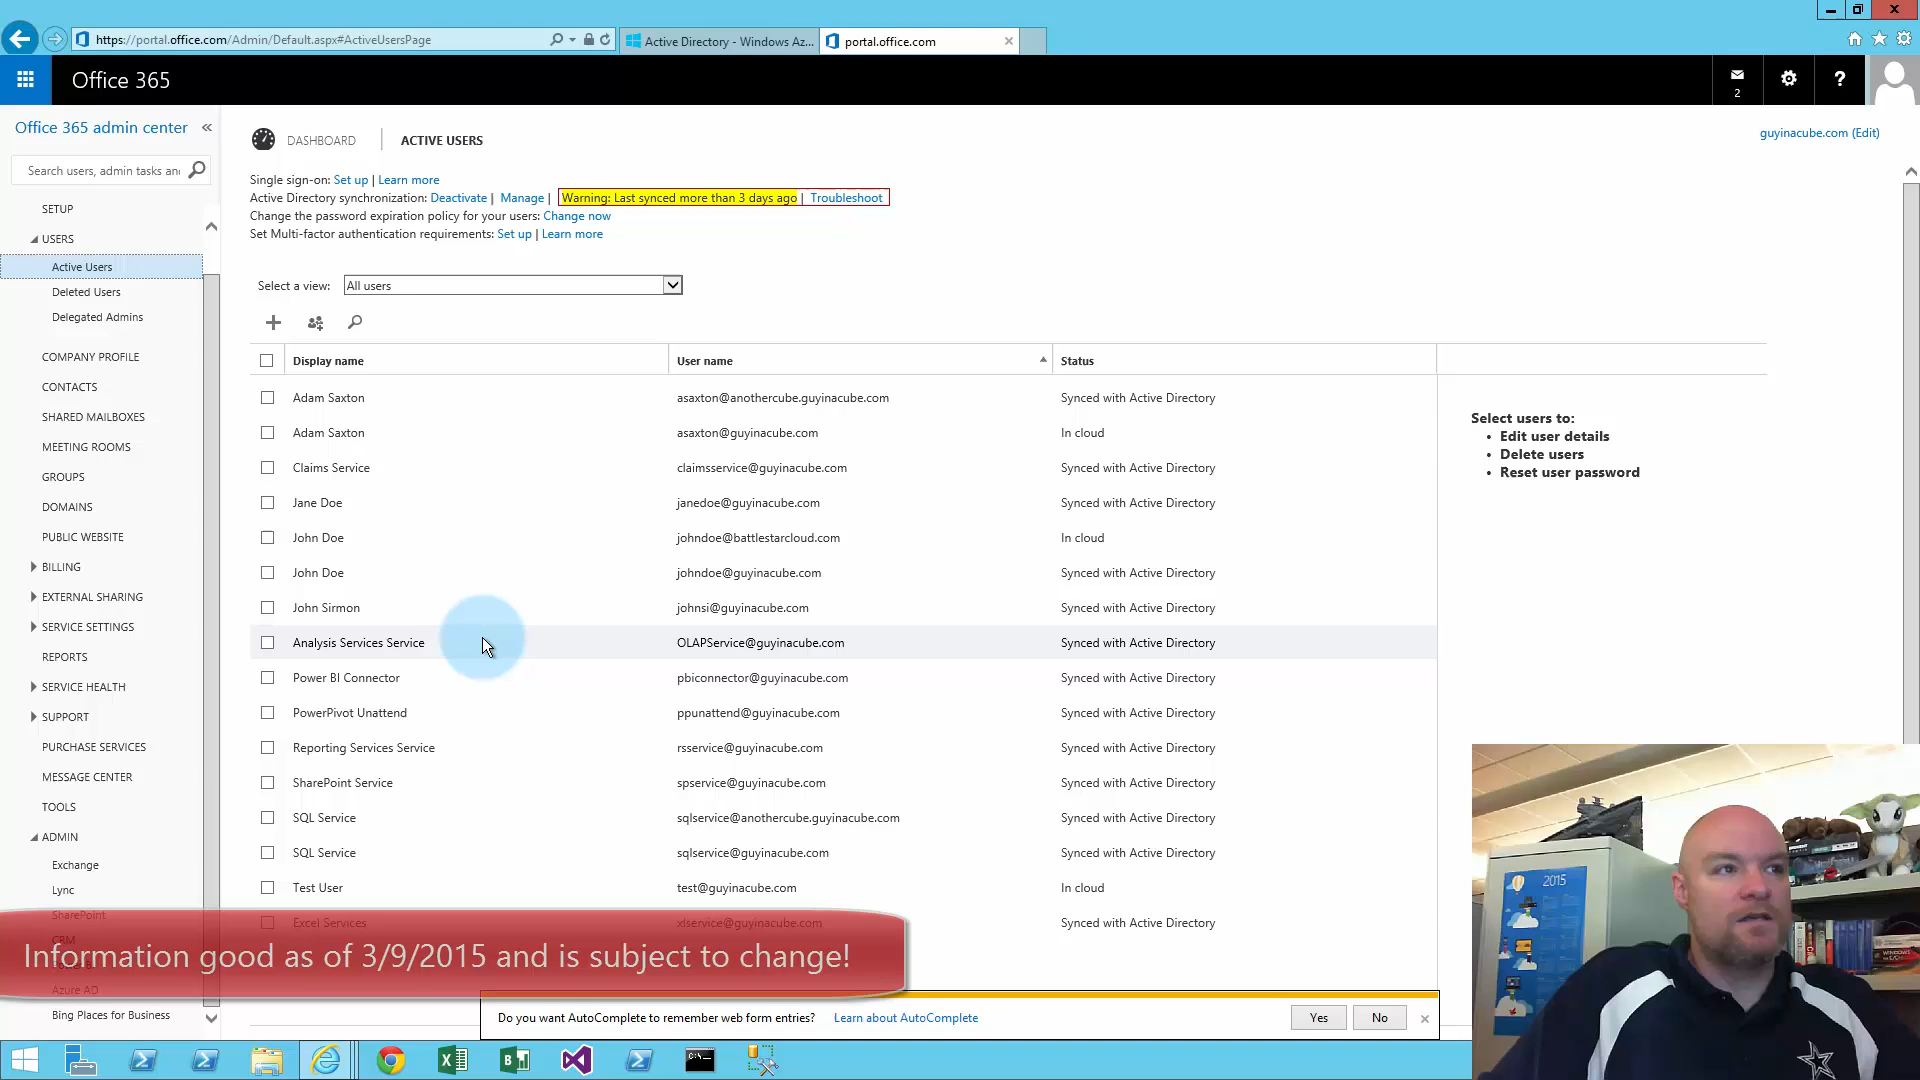 https://portal.office.com/Admin/Default.aspx#ActiveUsersPage
Active Directory - Windows Az...
portal.office.com
Office 365
2
?
Office 365 admin center «
Search users, admin tasks an
SETUP
USERS
Active Users
Deleted Users
Delegated Admins
COMPANY PROFILE
CONTACTS
SHARED MAILBOXES
MEETING ROOMS
GROUPS
DOMAINS
PUBLIC WEBSITE
BILLING
EXTERNAL SHARING
SERVICE SETTINGS
REPORTS
SERVICE HEALTH
SUPPORT
PURCHASE SERVICES
MESSAGE CENTER
TOOLS
ADMIN
Exchange
Lync
SharePoint
CRM
Azure AD
Bing Places for Business
DASHBOARD | ACTIVE USERS
guyinacube.com (Edit)
Single sign-on: Set up | Learn more
Active Directory synchronization: Deactivate | Manage | Warning: Last synced more than 3 days ago | Troubleshoot
Change the password expiration policy for your users: Change now
Set Multi-factor authentication requirements: Set up | Learn more
Select a view: All users
Display name User name Status
Adam Saxton asaxton@anothercube.guyinacube.com Synced with Active Directory
Adam Saxton asaxton@guyinacube.com In cloud
Claims Service claimsservice@guyinacube.com Synced with Active Directory
Jane Doe janedoe@guyinacube.com Synced with Active Directory
John Doe johndoe@battlestarcloud.com In cloud
John Doe johndoe@guyinacube.com Synced with Active Directory
John Sirmon johnsi@guyinacube.com Synced with Active Directory
Analysis Services Service OLAPService@guyinacube.com Synced with Active Directory
Power BI Connector pbiconnector@guyinacube.com Synced with Active Directory
PowerPivot Unattend ppunattend@guyinacube.com Synced with Active Directory
Reporting Services Service rsservice@guyinacube.com Synced with Active Directory
SharePoint Service spservice@guyinacube.com Synced with Active Directory
SQL Service sqlservice@anothercube.guyinacube.com Synced with Active Directory
SQL Service sqlservice@guyinacube.com Synced with Active Directory
Test User test@guyinacube.com In cloud
Excel Services xlservice@guyinacube.com Synced with Active Directory
Select users to:
• Edit user details
• Delete users
• Reset user password
2015
Information good as of 3/9/2015 and is subject to change!
Do you want AutoComplete to remember web form entries? Learn about AutoComplete Yes No